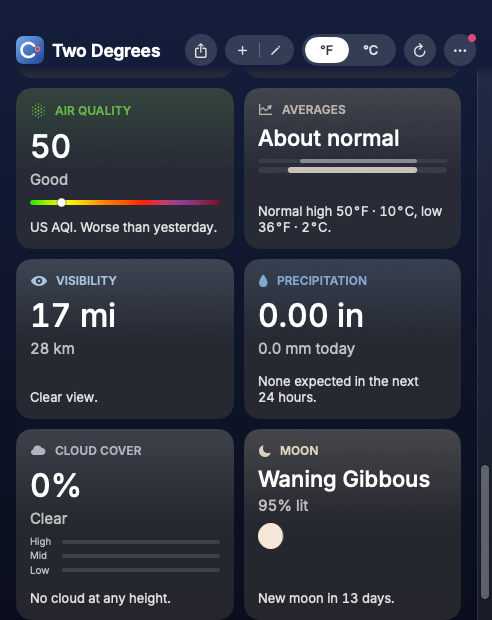 Two Degrees
°F °C
AIR QUALITY
50
Good
US AQI. Worse than yesterday.
AVERAGES
About normal
Normal high 50°F · 10°C, low
36°F · 2°C.
VISIBILITY
17 mi
28 km
Clear view.
PRECIPITATION
0.00 in
0.0 mm today
None expected in the next
24 hours.
CLOUD COVER
0%
Clear
High
Mid
Low
No cloud at any height.
MOON
Waning Gibbous
95% lit
New moon in 13 days.